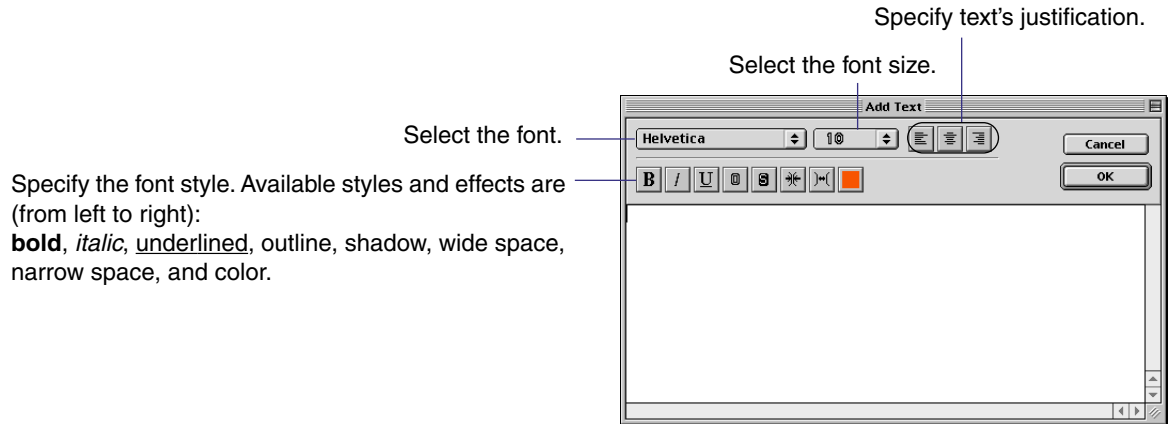 Specify text's justification.
Select the font size.
Add Text
Select the font.
Helvetica
10
Cancel
Specify the font style. Available styles and effects are
B I U O S
OK
(from left to right):
bold, italic, underlined, outline, shadow, wide space,
narrow space, and color.